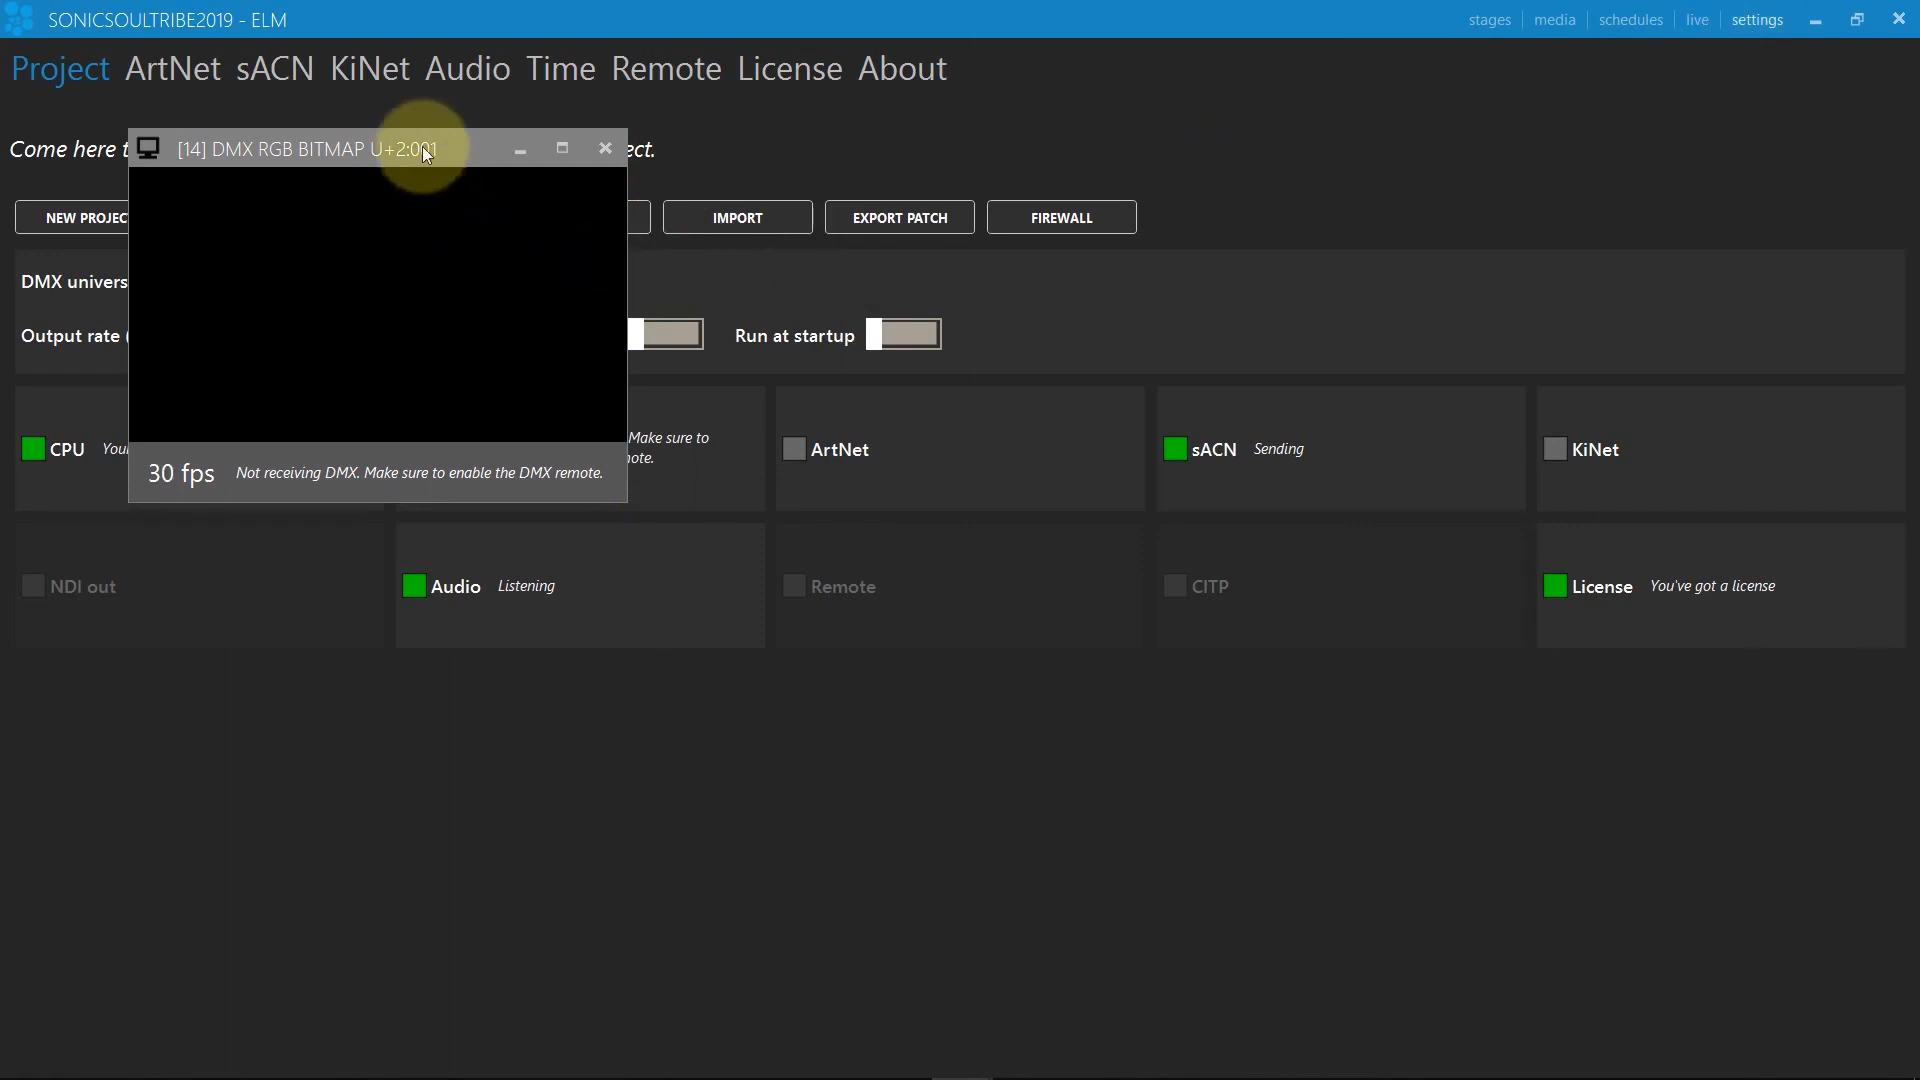 SONICSOULTRIBE2019 - ELM
stages media schedules live settings
Project ArtNet sACN KiNet Audio Time Remote License About
Come here t ect.
[14] DMX RGB BITMAP U+2:001
NEW PROJEC IMPORT EXPORT PATCH FIREWALL
DMX univers
Output rate ( Run at startup
CPU You Make sure to
note.
ArtNet
sACN Sending
KiNet
30 fps Not receiving DMX. Make sure to enable the DMX remote.
NDI out
Audio Listening
Remote
CITP
License You've got a license